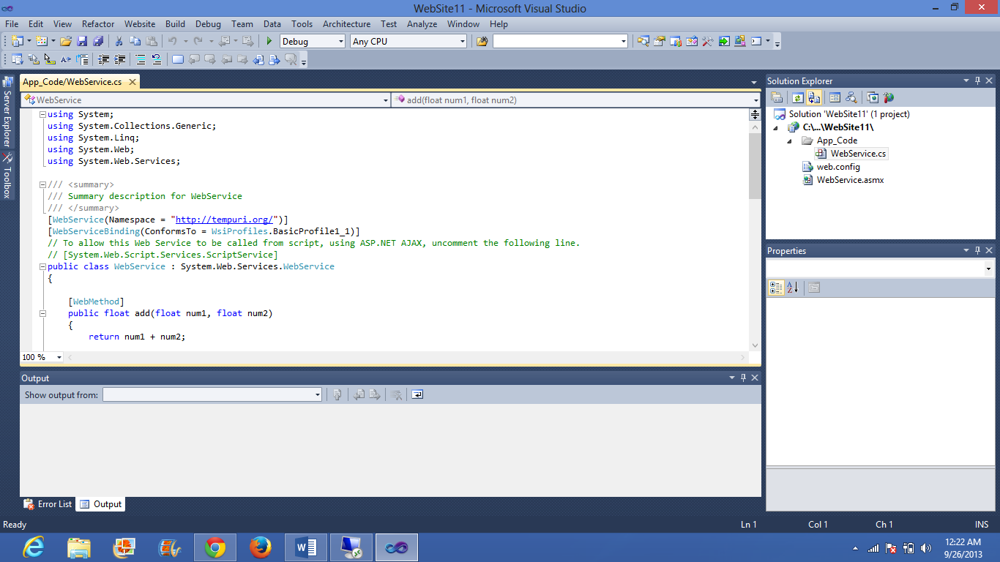 WebSite11 - Microsoft Visual Studio
File Edit View Refactor Website Build Debug Team Data Tools Architecture Test Analyze Window Help
Debug Any CPU
Server Explorer
Toolbox
App_Code/WebService.cs
WebService add(float num1, float num2)
using System;
using System.Collections.Generic;
using System.Linq;
using System.Web;
using System.Web.Services;
/// <summary>
/// Summary description for WebService
/// </summary>
[WebService(Namespace = "http://tempuri.org/")]
[WebServiceBinding(ConformsTo = WsiProfiles.BasicProfile1_1)]
// To allow this Web Service to be called from script, using ASP.NET AJAX, uncomment the following line.
// [System.Web.Script.Services.ScriptService]
public class WebService : System.Web.Services.WebService
{
[WebMethod]
public float add(float num1, float num2)
{
return num1 + num2;
100 %
Output
Show output from:
Error List Output
Solution Explorer
Solution 'WebSite11' (1 project)
C:\...\WebSite11\
App_Code
WebService.cs
web.config
WebService.asmx
Properties
Ready Ln 1 Col 1 Ch 1 INS
12:22 AM
9/26/2013